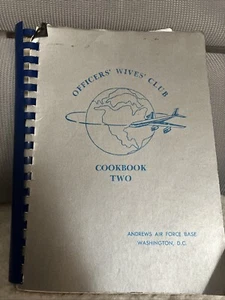 OFFICERS' WIVES' CLUB
COOKBOOK
TWO
ANDREWS AIR FORCE BASE
WASHINGTON, D.C.